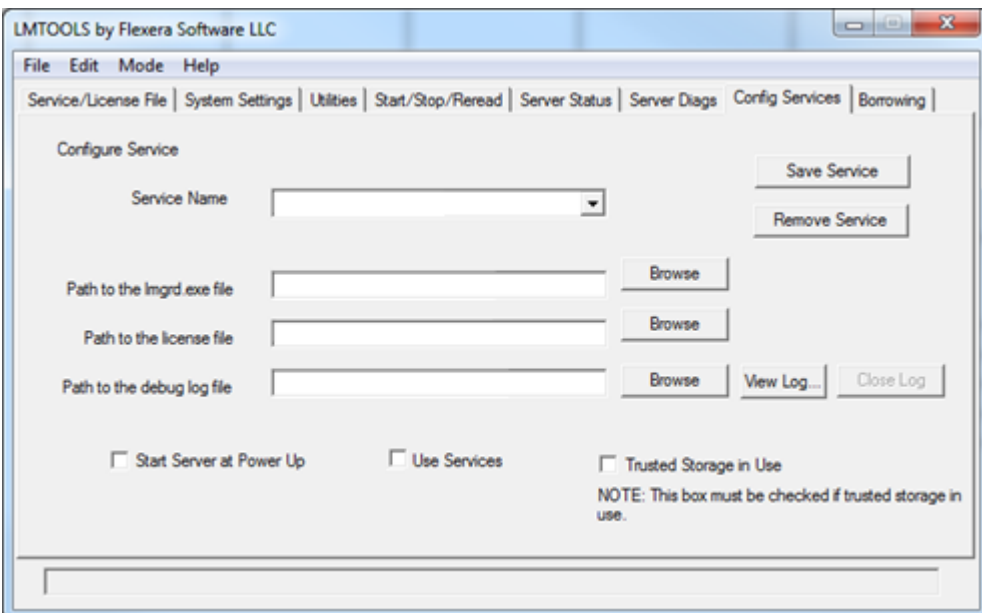 LMTOOLS by Flexera Software LLC
File Edit Mode Help
Service/License File System Settings Utilities Start/Stop/Reread Server Status Server Diags Config Services Borrowing
Configure Service
Save Service
Service Name
Remove Service
Path to the lmgrd.exe file Browse
Path to the license file Browse
Path to the debug log file Browse View Log... Close Log
Start Server at Power Up Use Services Trusted Storage in Use
NOTE: This box must be checked if trusted storage in
use.